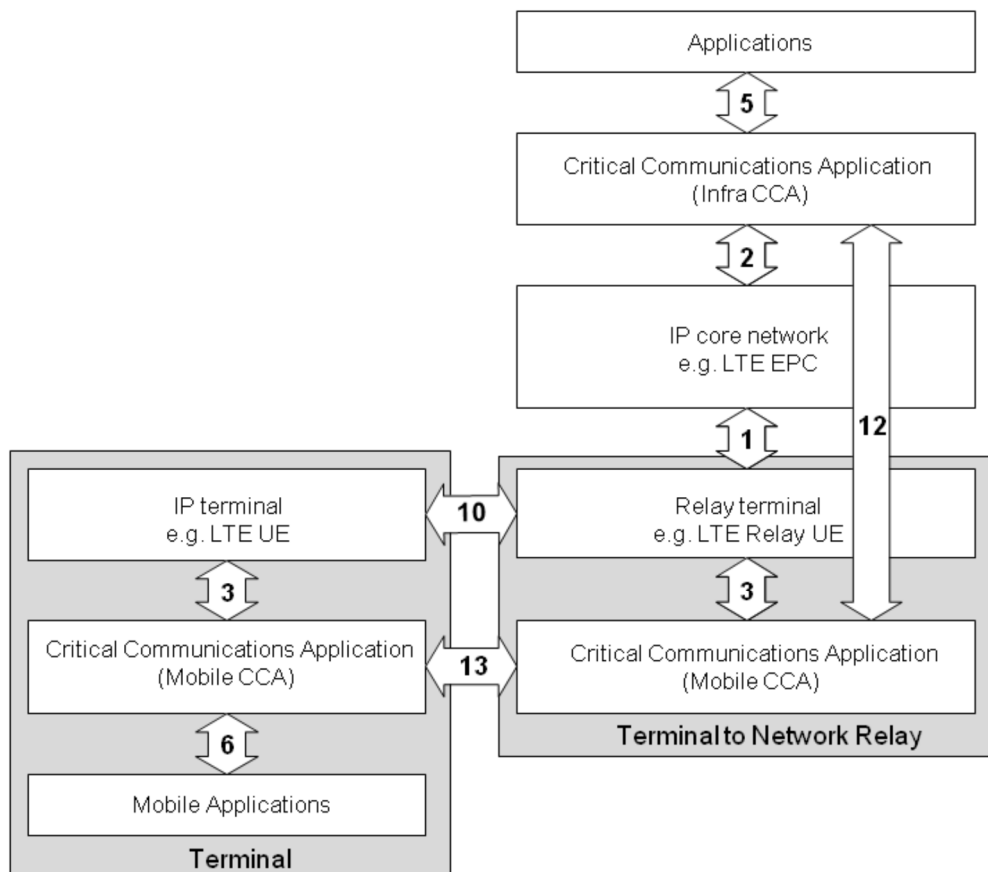 Applications
5
Critical Communications Application
(Infra CCA)
2
IP core network
e.g. LTE EPC
1
12
IP terminal
e.g. LTE UE
10
Relay terminal
e.g. LTE Relay UE
3
3
Critical Communications Application
(Mobile CCA)
13
Critical Communications Application
(Mobile CCA)
6
Terminal to Network Relay
Mobile Applications
Terminal